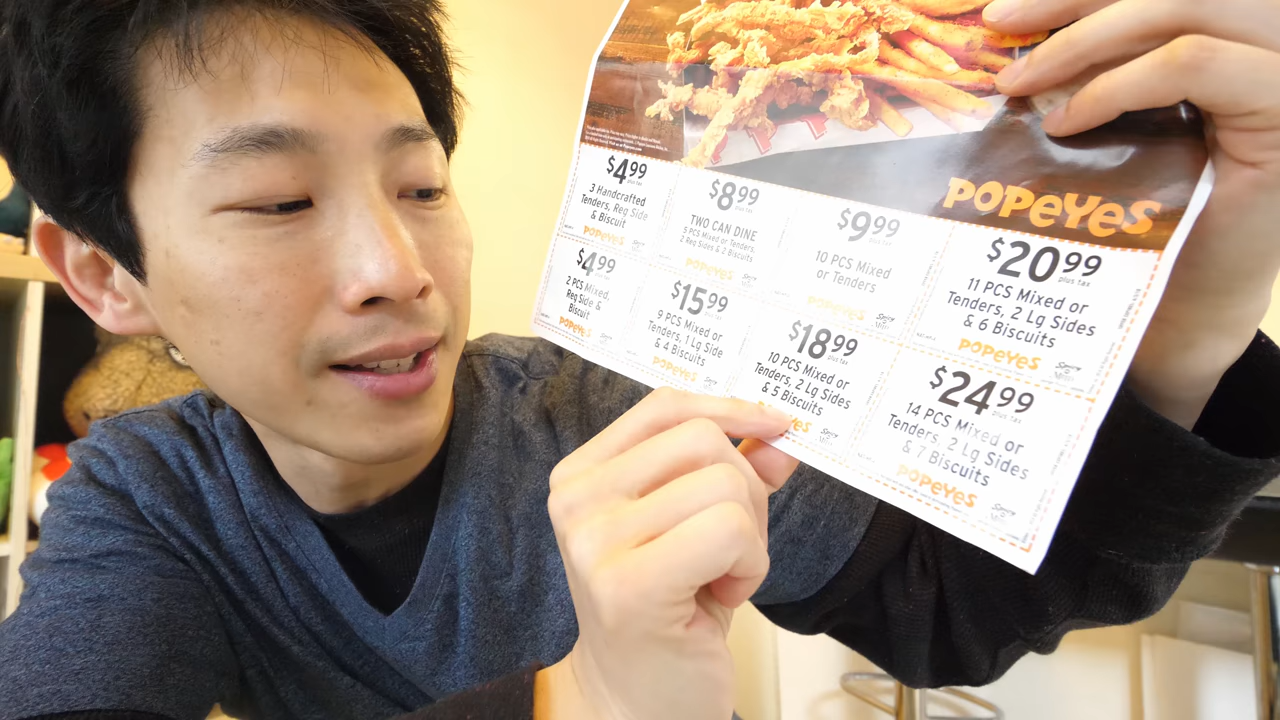 POPEYES
$4.99
plus tax
3 Handcrafted
Tenders, Reg Side
& Biscuit
POPEYES
$8.99
plus tax
TWO CAN DINE
5 PCS Mixed or Tenders,
2 Reg Sides & 2 Biscuits
POPEYES
$9.99
plus tax
10 PCS Mixed
or Tenders
POPEYES
$20.99
plus tax
11 PCS Mixed or
Tenders, 2 Lg Sides
& 6 Biscuits
POPEYES
Spicy
or
Mild
$4.99
plus tax
2 PCS Mixed,
Reg Side &
Biscuit
POPEYES
$15.99
plus tax
9 PCS Mixed or
Tenders, 1 Lg Side
& 4 Biscuits
POPEYES
$18.99
plus tax
10 PCS Mixed or
Tenders, 2 Lg Sides
& 5 Biscuits
$24.99
plus tax
14 PCS Mixed or
Tenders, 2 Lg Sides
& 7 Biscuits
POPEYES